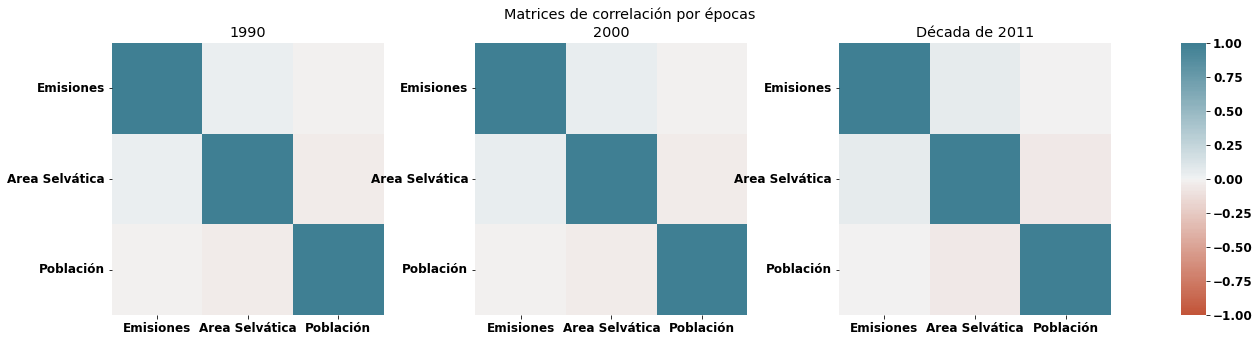 Matrices de correlación por épocas
1990
Emisiones
Area Selvática
Población
Emisiones Area Selvática Población
2000
Emisiones
Area Selvática
Población
Emisiones Area Selvática Población
Década de 2011
Emisiones
Area Selvática
Población
Emisiones Area Selvática Población
1.00
0.75
0.50
0.25
0.00
−0.25
−0.50
−0.75
−1.00